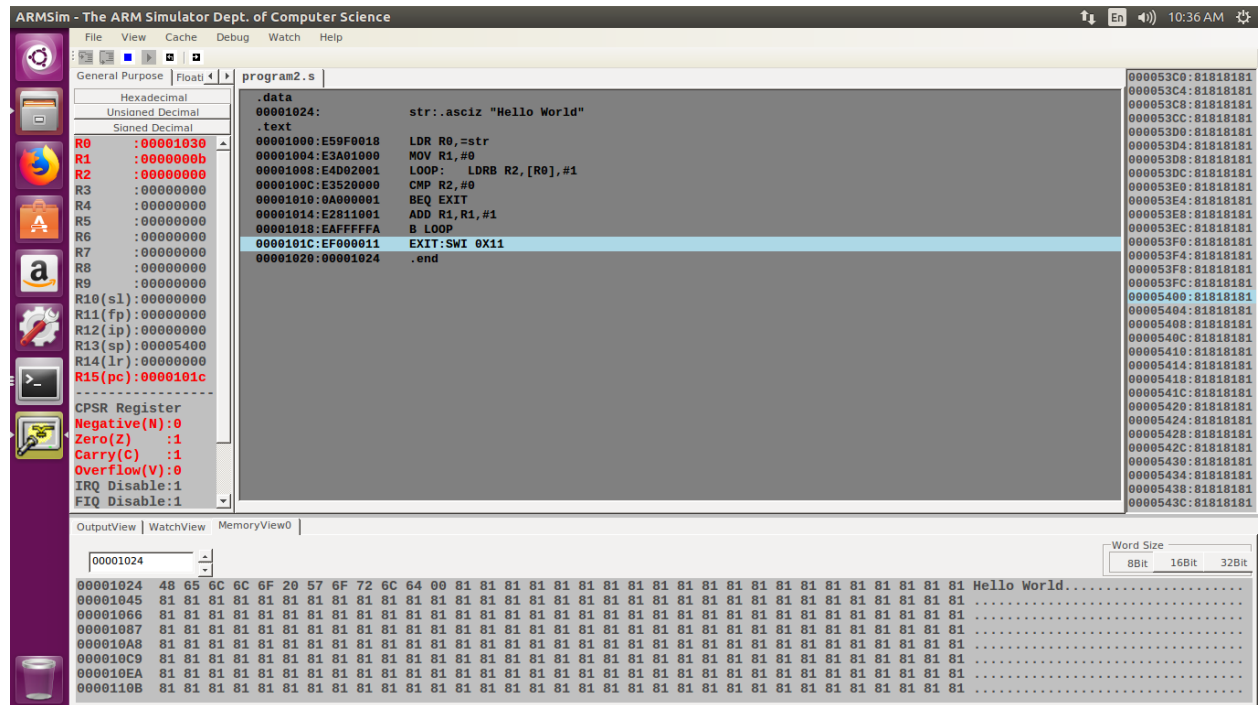 ARMSim - The ARM Simulator Dept. of Computer Science
En 10:36 AM
File View Cache Debug Watch Help
General Purpose Floati
program2.s
Hexadecimal
Unsigned Decimal
Signed Decimal
R0 :00001030
R1 :0000000b
R2 :00000000
R3 :00000000
R4 :00000000
R5 :00000000
R6 :00000000
R7 :00000000
R8 :00000000
R9 :00000000
R10(sl):00000000
R11(fp):00000000
R12(ip):00000000
R13(sp):00005400
R14(lr):00000000
R15(pc):0000101c
-----------------
CPSR Register
Negative(N):0
Zero(Z) :1
Carry(C) :1
Overflow(V):0
IRQ Disable:1
FIQ Disable:1
.data
00001024: str:.asciz "Hello World"
.text
00001000:E59F0018 LDR R0,=str
00001004:E3A01000 MOV R1,#0
00001008:E4D02001 LOOP: LDRB R2,[R0],#1
0000100C:E3520000 CMP R2,#0
00001010:0A000001 BEQ EXIT
00001014:E2811001 ADD R1,R1,#1
00001018:EAFFFFFA B LOOP
0000101C:EF000011 EXIT:SWI 0X11
00001020:00001024 .end
000053C0:81818181
000053C4:81818181
000053C8:81818181
000053CC:81818181
000053D0:81818181
000053D4:81818181
000053D8:81818181
000053DC:81818181
000053E0:81818181
000053E4:81818181
000053E8:81818181
000053EC:81818181
000053F0:81818181
000053F4:81818181
000053F8:81818181
000053FC:81818181
00005400:81818181
00005404:81818181
00005408:81818181
0000540C:81818181
00005410:81818181
00005414:81818181
00005418:81818181
0000541C:81818181
00005420:81818181
00005424:81818181
00005428:81818181
0000542C:81818181
00005430:81818181
00005434:81818181
00005438:81818181
0000543C:81818181
OutputView WatchView MemoryView0
00001024
Word Size
8Bit 16Bit 32Bit
00001024 48 65 6C 6C 6F 20 57 6F 72 6C 64 00 81 81 81 81 81 81 81 81 81 81 81 81 81 81 81 81 81 81 81 81 81 Hello World......................
00001045 81 81 81 81 81 81 81 81 81 81 81 81 81 81 81 81 81 81 81 81 81 81 81 81 81 81 81 81 81 81 81 81 81 .................................
00001066 81 81 81 81 81 81 81 81 81 81 81 81 81 81 81 81 81 81 81 81 81 81 81 81 81 81 81 81 81 81 81 81 81 .................................
00001087 81 81 81 81 81 81 81 81 81 81 81 81 81 81 81 81 81 81 81 81 81 81 81 81 81 81 81 81 81 81 81 81 81 .................................
000010A8 81 81 81 81 81 81 81 81 81 81 81 81 81 81 81 81 81 81 81 81 81 81 81 81 81 81 81 81 81 81 81 81 81 .................................
000010C9 81 81 81 81 81 81 81 81 81 81 81 81 81 81 81 81 81 81 81 81 81 81 81 81 81 81 81 81 81 81 81 81 81 .................................
000010EA 81 81 81 81 81 81 81 81 81 81 81 81 81 81 81 81 81 81 81 81 81 81 81 81 81 81 81 81 81 81 81 81 81 .................................
0000110B 81 81 81 81 81 81 81 81 81 81 81 81 81 81 81 81 81 81 81 81 81 81 81 81 81 81 81 81 81 81 81 81 81 .................................